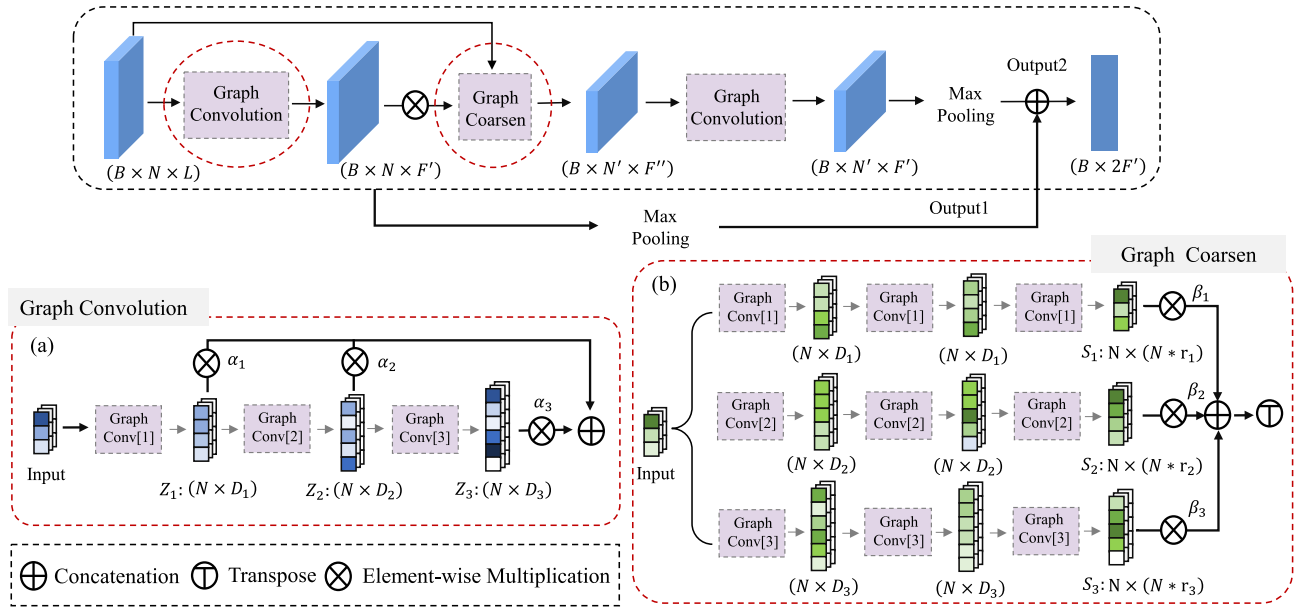 Graph
Convolution
Graph
Coarsen
Graph
Convolution
Max
Pooling
Output2
(B × N × L)
(B × N × F′)
(B × N′ × F′′)
(B × N′ × F′)
(B × 2F′)
Max
Pooling
Output1
Graph Convolution
(a)
α₁
α₂
α₃
Input
Graph
Conv[1]
Graph
Conv[2]
Graph
Conv[3]
Z₁: (N × D₁)
Z₂: (N × D₂)
Z₃: (N × D₃)
Concatenation
Transpose
Element-wise Multiplication
Graph Coarsen
(b)
Input
Graph
Conv[1]
Graph
Conv[1]
Graph
Conv[1]
β₁
(N × D₁)
(N × D₁)
S₁: N × (N * r₁)
Graph
Conv[2]
Graph
Conv[2]
Graph
Conv[2]
β₂
(N × D₂)
(N × D₂)
S₂: N × (N * r₂)
Graph
Conv[3]
Graph
Conv[3]
Graph
Conv[3]
β₃
(N × D₃)
(N × D₃)
S₃: N × (N * r₃)